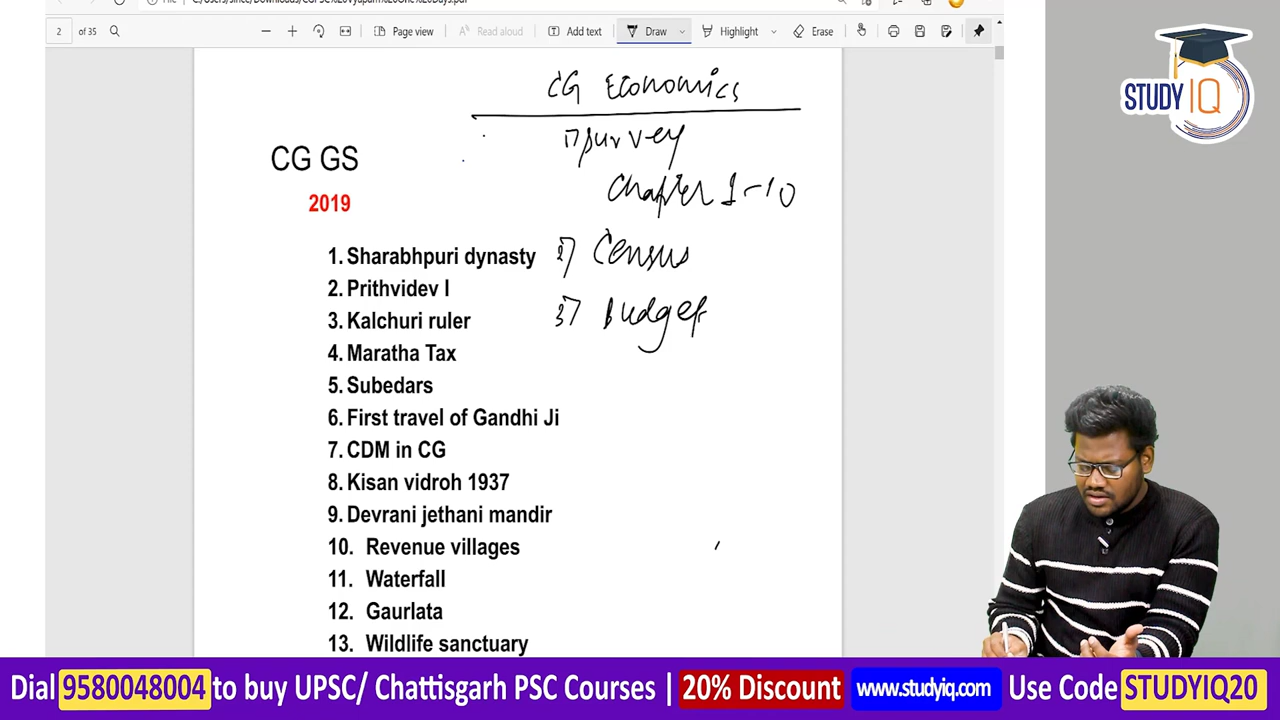 2 of 35 Page view Read aloud Add text Draw Highlight Erase
CG Economics
1) Survey
Chapter 1-10
2) Census
3) Budget
CG GS
2019
1. Sharabhpuri dynasty
2. Prithvidev I
3. Kalchuri ruler
4. Maratha Tax
5. Subedars
6. First travel of Gandhi Ji
7. CDM in CG
8. Kisan vidroh 1937
9. Devrani jethani mandir
10. Revenue villages
11. Waterfall
12. Gaurlata
13. Wildlife sanctuary
STUDY IQ
Dial 9580048004 to buy UPSC/ Chattisgarh PSC Courses | 20% Discount www.studyiq.com Use Code STUDYIQ20